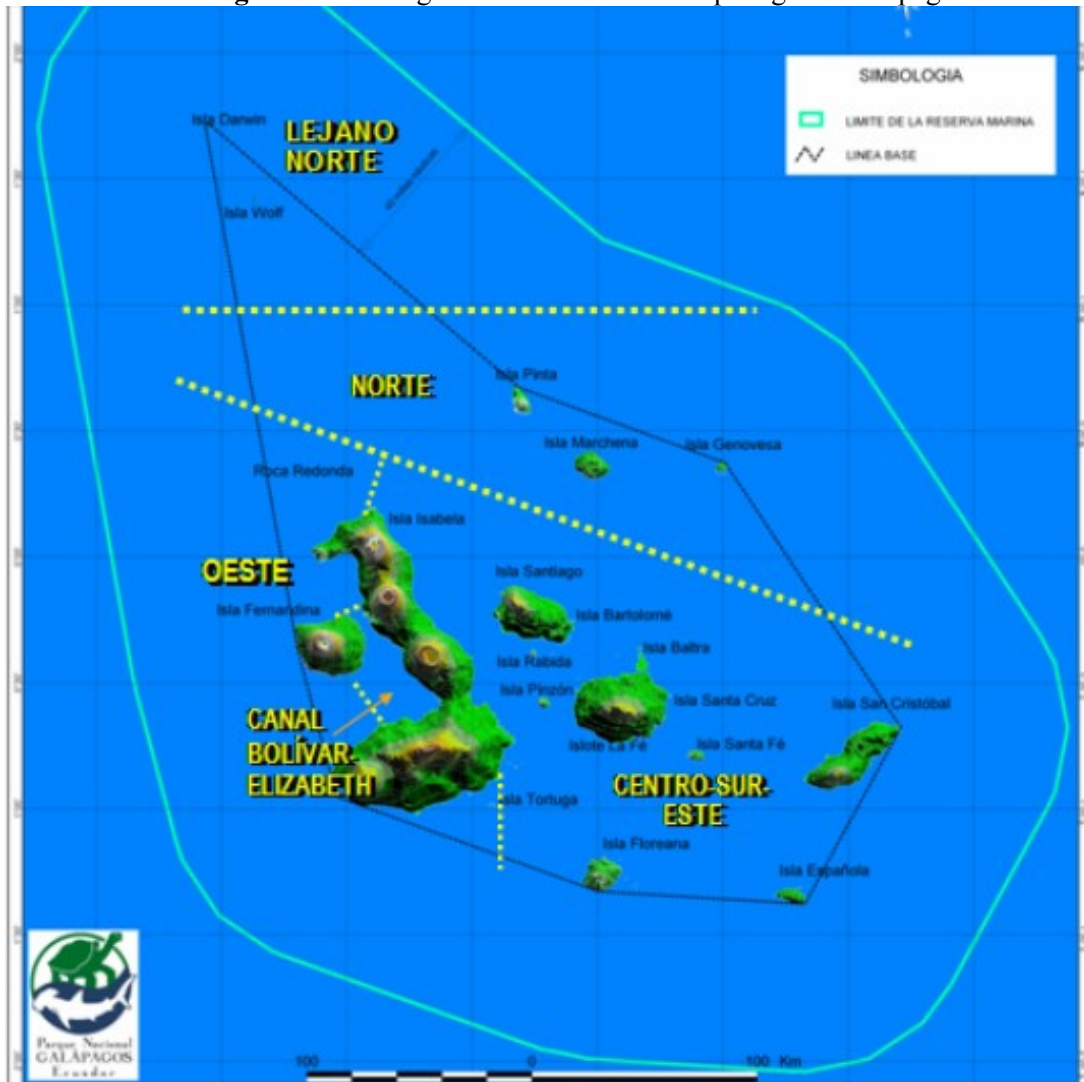 S
SIMBOLOGIA
LIMITE DE LA RESERVA MARINA
LINEA BASE
Isla Darwin
LEJANO
NORTE
Isla Wolf
NORTE
Isla Pinta
Isla Marchena
Isla Genovesa
Roca Redonda
Isla Isabela
OESTE
Isla Santiago
Isla Fernandina
Isla Bartolomé
Isla Rabida
Isla Baltra
Isla Pinzón
Isla Santa Cruz
Isla San Cristóbal
CANAL
BOLÍVAR-
ELIZABETH
Islote La Fé
Isla Santa Fé
CENTRO-SUR-
ESTE
Isla Tortuga
Isla Floreana
Isla Española
Parque Nacional
GALÁPAGOS
Ecuador
100 0 100 Km